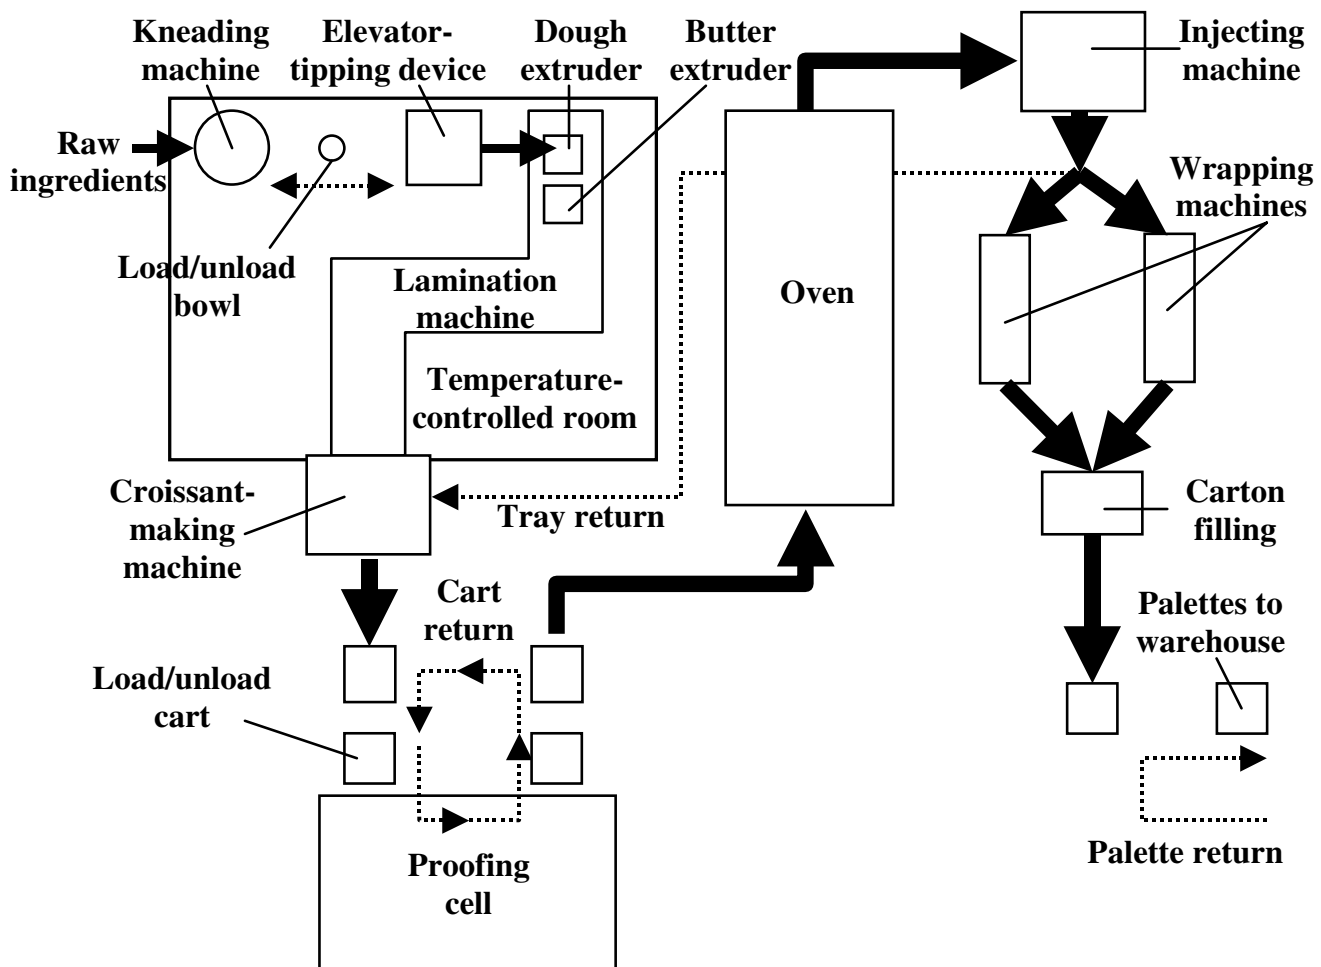 Kneading
machine
Elevator-
tipping device
Dough
extruder
Butter
extruder
Injecting
machine
Raw
ingredients
Wrapping
machines
Load/unload
bowl
Lamination
machine
Oven
Temperature-
controlled room
Croissant-
making
machine
Tray return
Carton
filling
Cart
return
Palettes to
warehouse
Load/unload
cart
Palette return
Proofing
cell